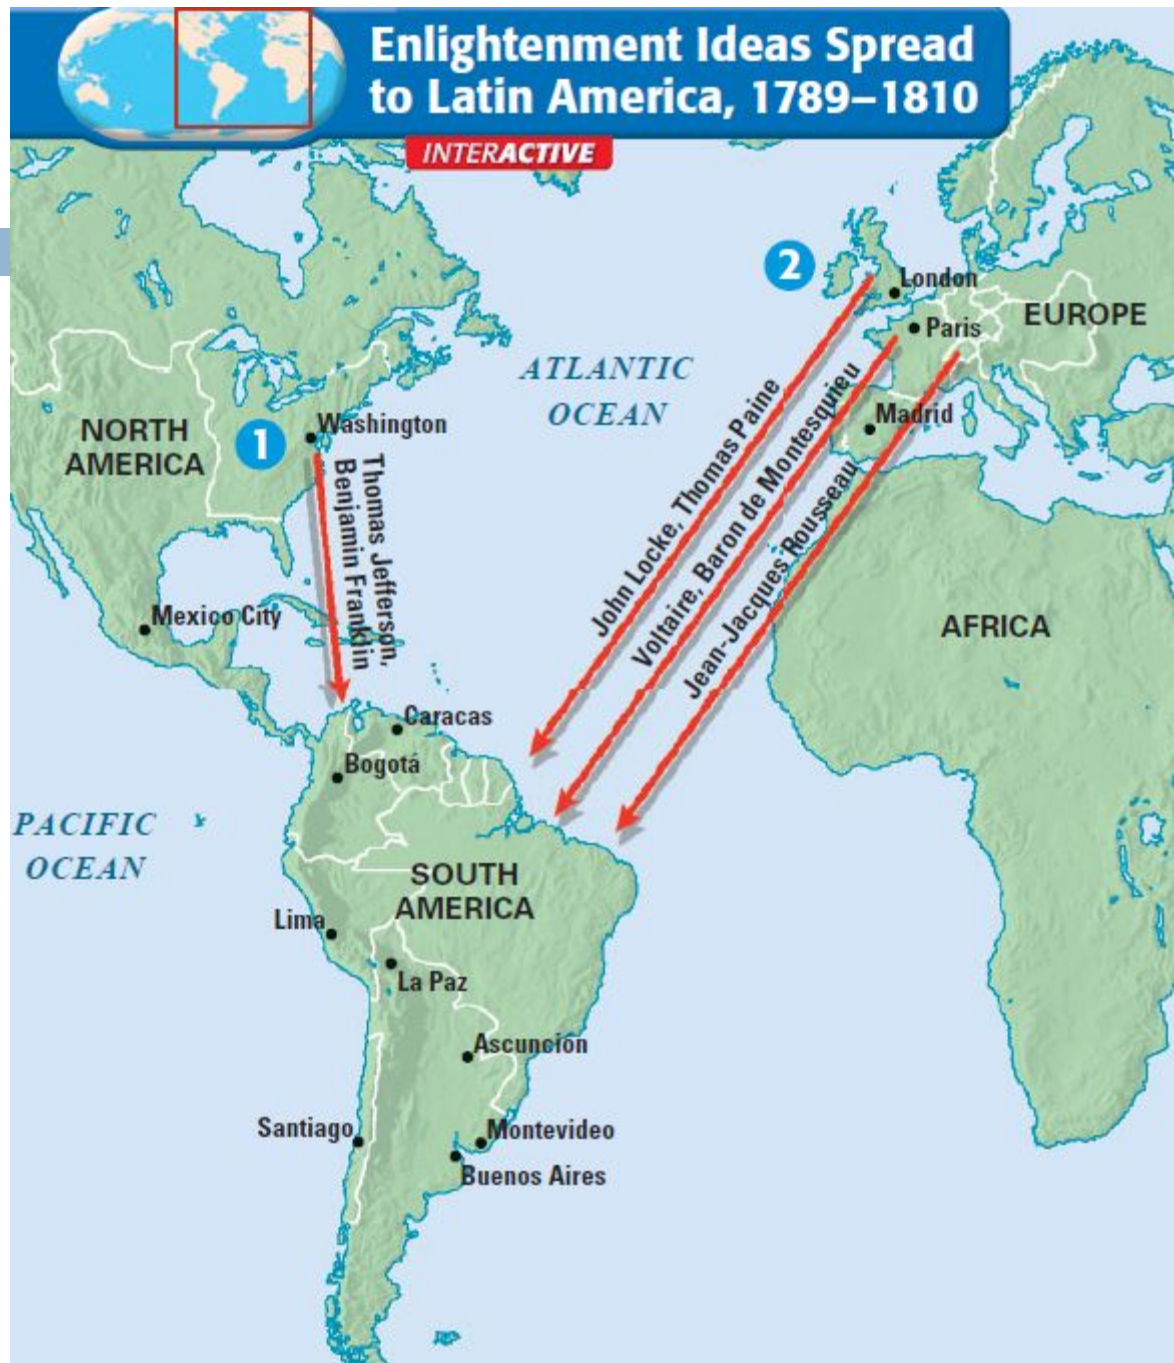 Enlightenment Ideas Spread
to Latin America, 1789–1810
INTERACTIVE
2
London
EUROPE
Paris
ATLANTIC
OCEAN
NORTH
AMERICA
1
Washington
Madrid
Thomas Jefferson,
Benjamin Franklin
John Locke, Thomas Paine
Voltaire, Baron de Montesquieu
Jean-Jacques Rousseau
Mexico City
AFRICA
Caracas
Bogotá
PACIFIC
OCEAN
SOUTH
AMERICA
Lima
La Paz
Ascuncion
Santiago
Montevideo
Buenos Aires